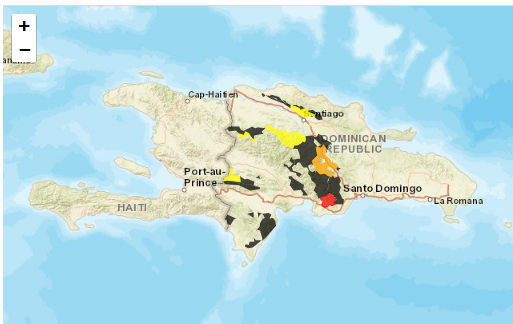 +
−
Cap-Haïtien
Santiago
DOMINICAN
REPUBLIC
Port-au-
Prince
Santo Domingo
La Romana
HAITI